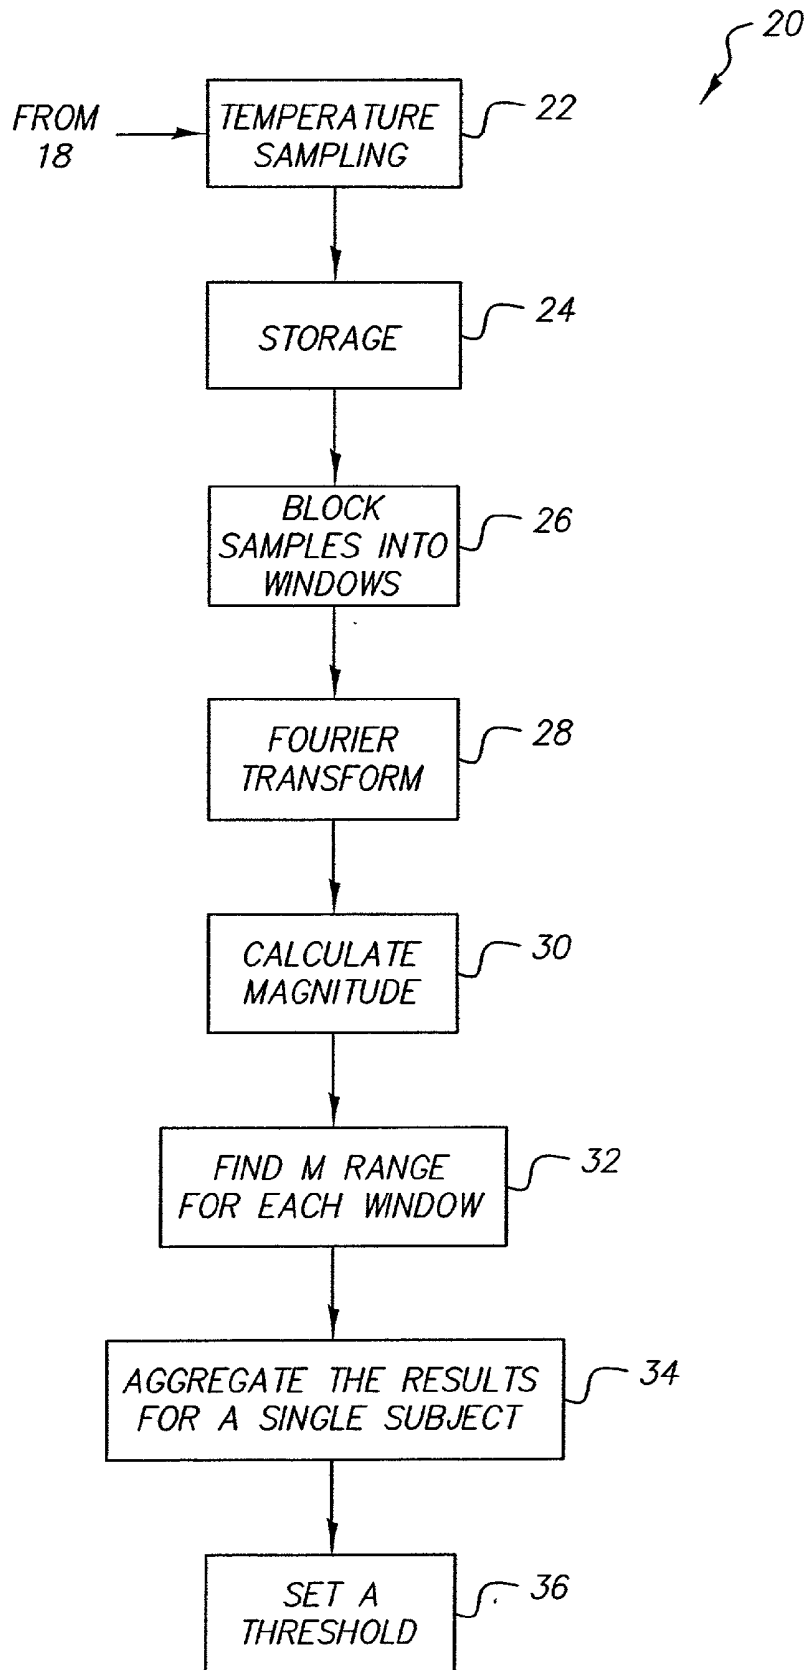 20
FROM
18
TEMPERATURE
SAMPLING
22
STORAGE
24
BLOCK
SAMPLES INTO
WINDOWS
26
FOURIER
TRANSFORM
28
CALCULATE
MAGNITUDE
30
FIND M RANGE
FOR EACH WINDOW
32
AGGREGATE THE RESULTS
FOR A SINGLE SUBJECT
34
SET A
THRESHOLD
36